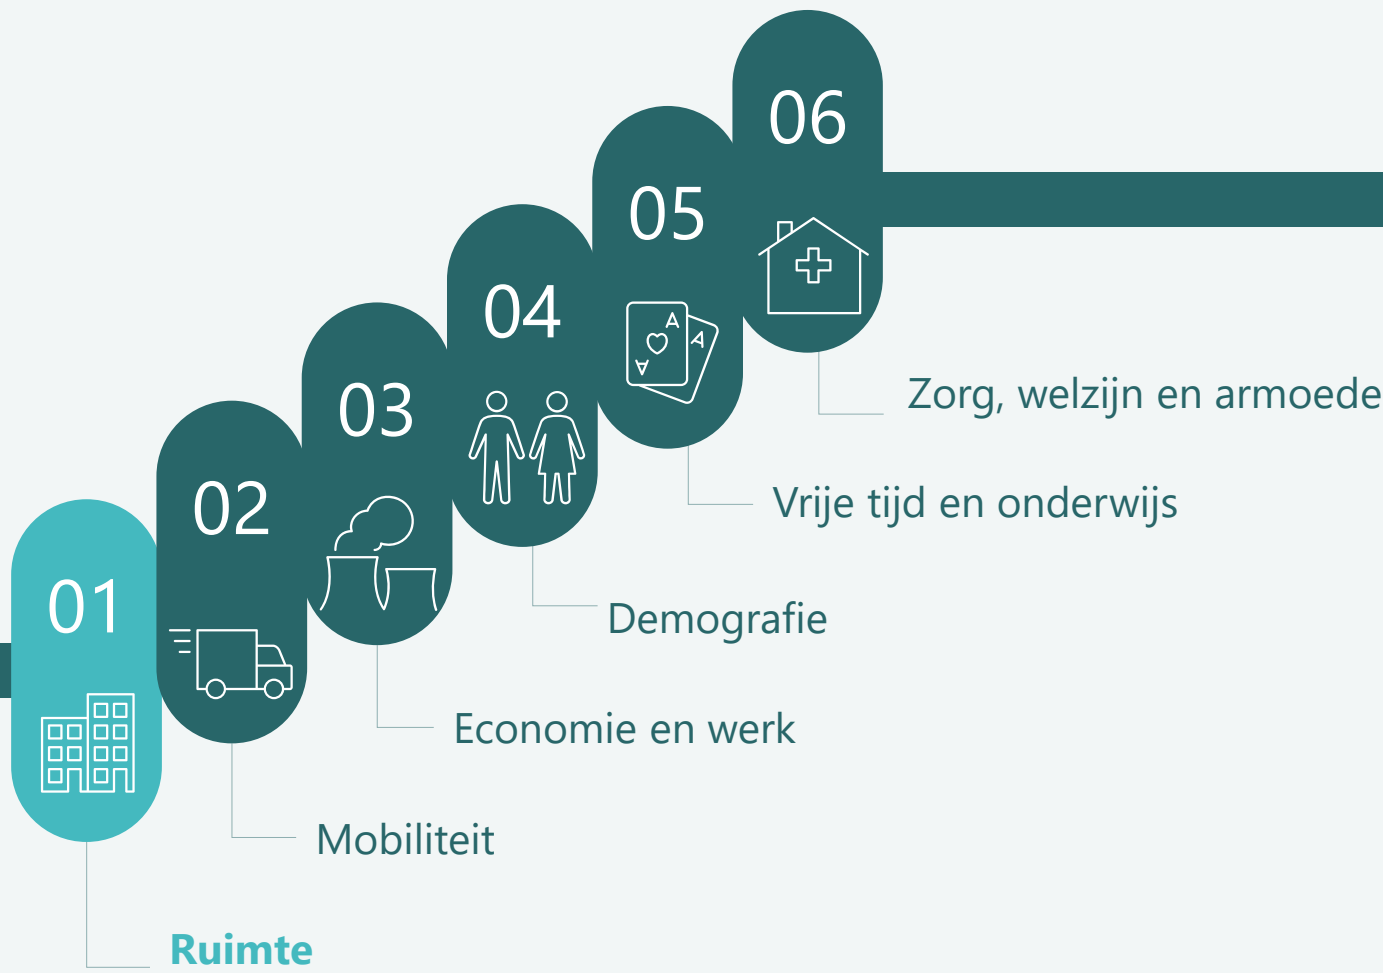 06
05
04
A
A
A
03
Zorg, welzijn en armoede
02
Vrije tijd en onderwijs
01
Demografie
Economie en werk
Mobiliteit
Ruimte